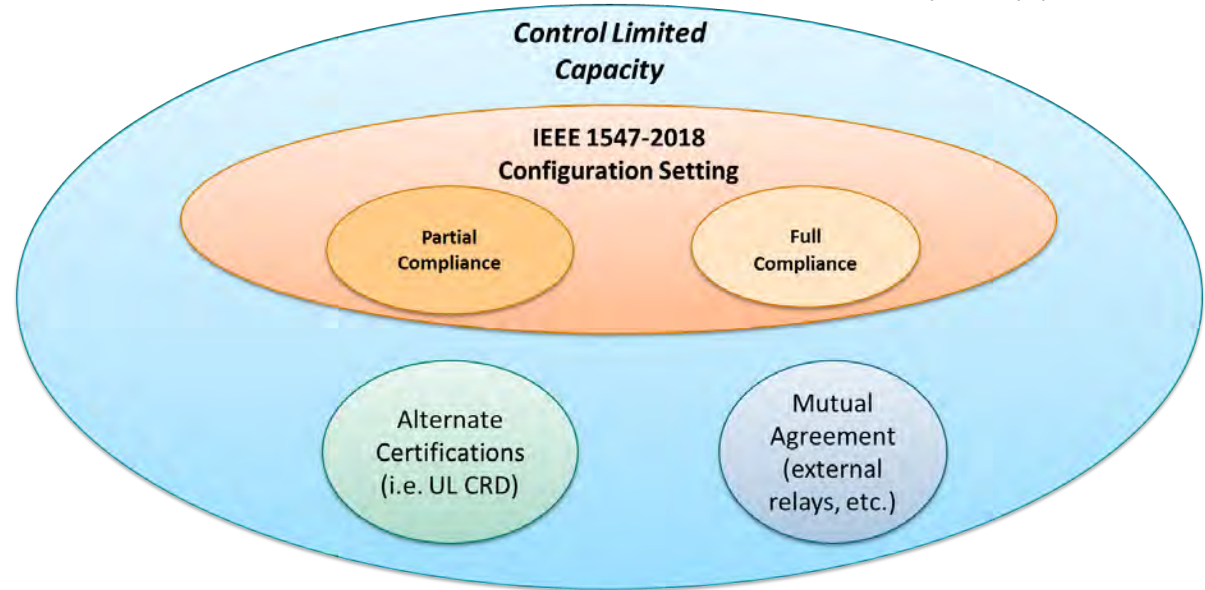 Control Limited
Capacity
IEEE 1547-2018
Configuration Setting
Partial
Compliance
Full
Compliance
Alternate
Certifications
(i.e. UL CRD)
Mutual
Agreement
(external
relays, etc.)